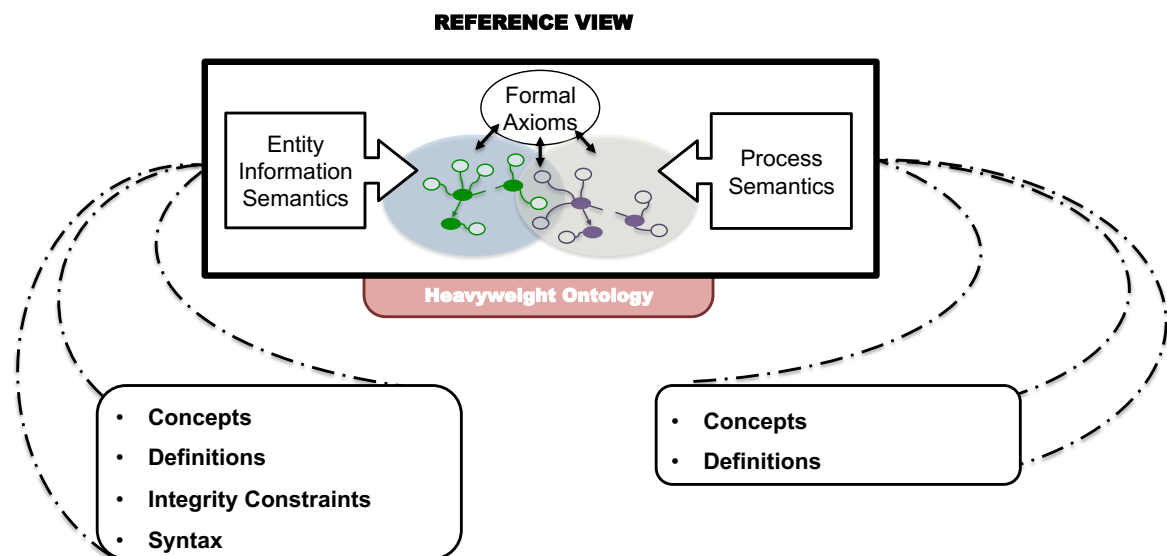 REFERENCE VIEW
Formal
Axioms
Entity
Information
Semantics
Process
Semantics
Heavyweight Ontology
• Concepts
• Definitions
• Integrity Constraints
• Syntax
• Concepts
• Definitions